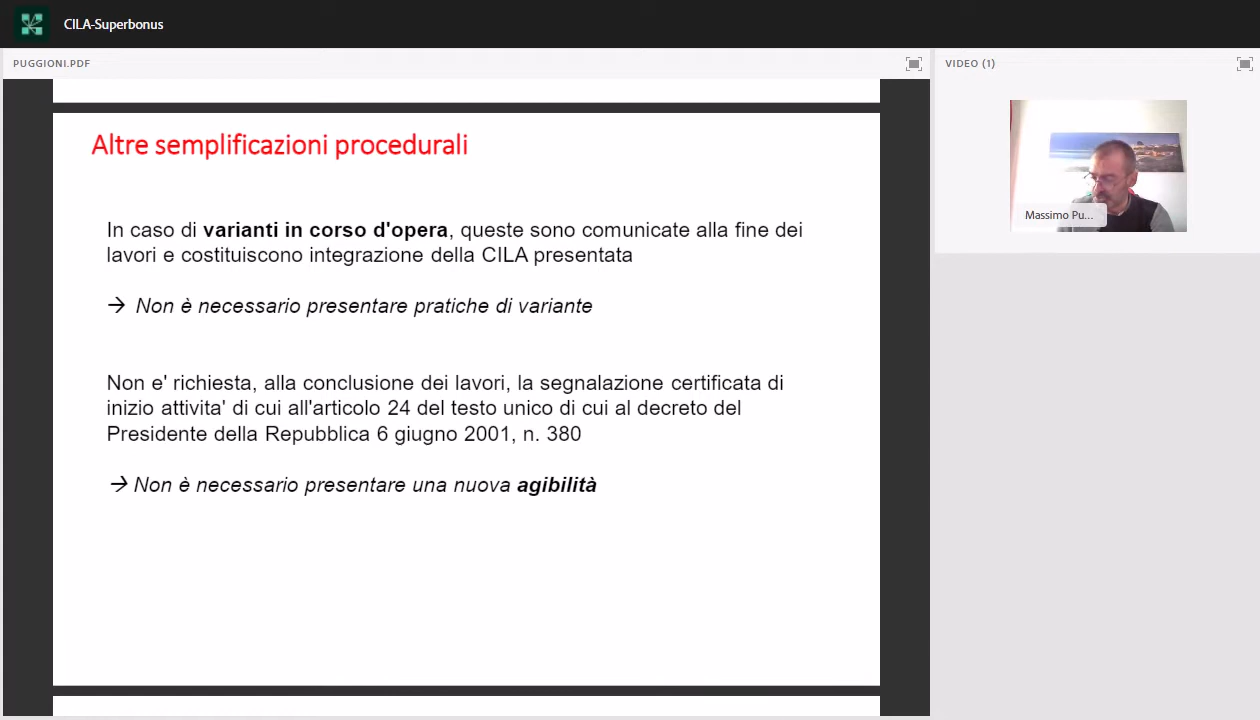 CILA-Superbonus
PUGGIONI.PDF
VIDEO (1)
Altre semplificazioni procedurali
In caso di varianti in corso d'opera, queste sono comunicate alla fine dei
lavori e costituiscono integrazione della CILA presentata
→ Non è necessario presentare pratiche di variante
Non e' richiesta, alla conclusione dei lavori, la segnalazione certificata di
inizio attivita' di cui all'articolo 24 del testo unico di cui al decreto del
Presidente della Repubblica 6 giugno 2001, n. 380
→ Non è necessario presentare una nuova agibilità
Massimo Pu...